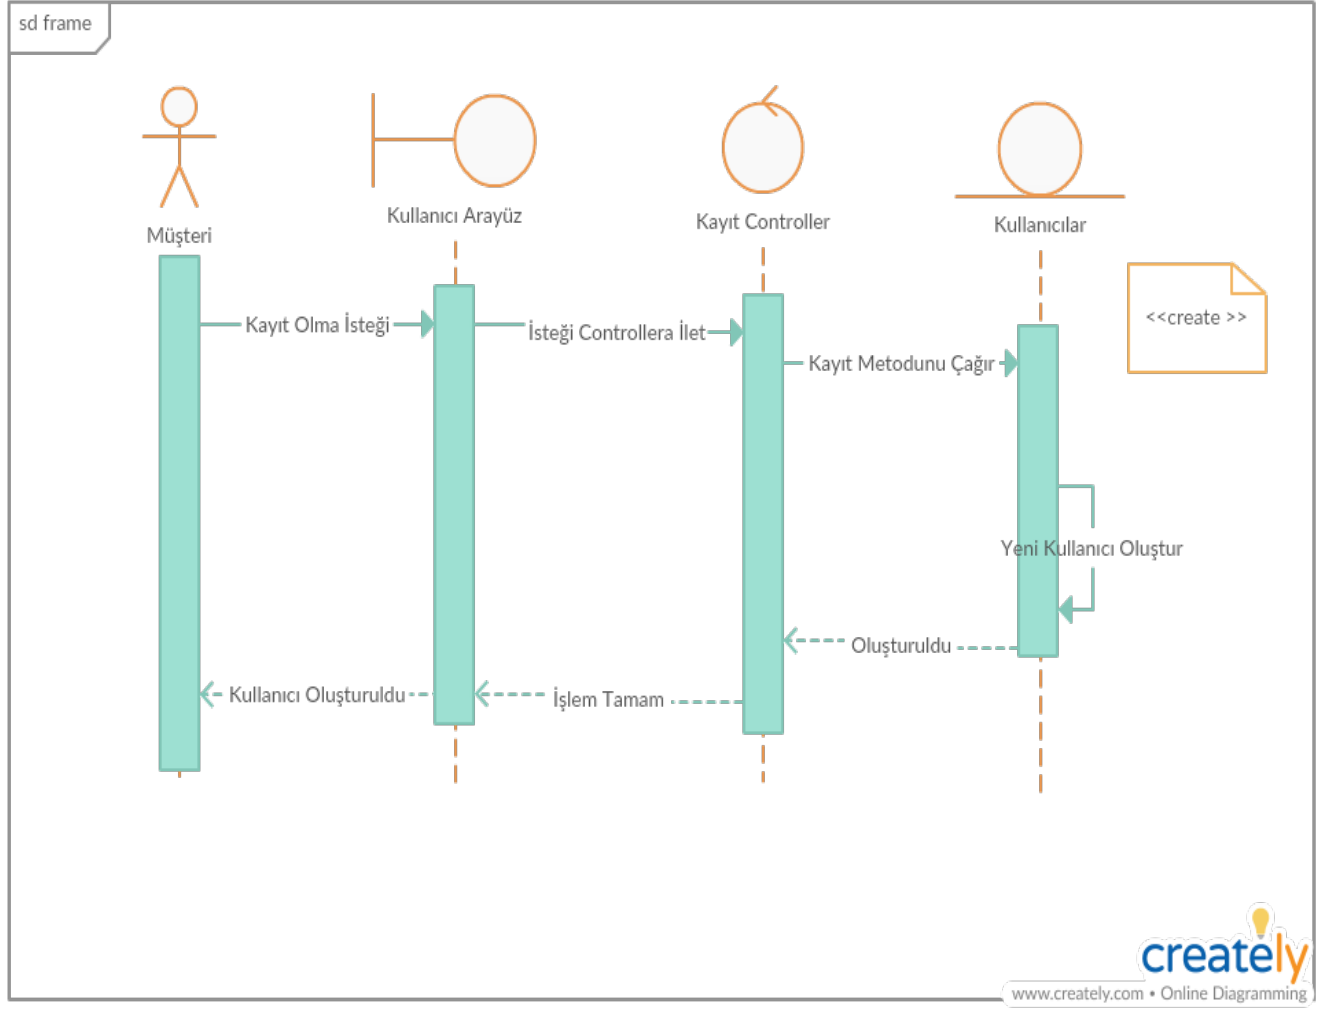 sd frame
Müşteri
Kullanıcı Arayüz
Kayıt Controller
Kullanıcılar
<<create >>
Kayıt Olma İsteği
İsteği Controllera İlet
Kayıt Metodunu Çağır
Yeni Kullanıcı Oluştur
Oluşturuldu
İşlem Tamam
Kullanıcı Oluşturuldu
creately
www.creately.com • Online Diagramming